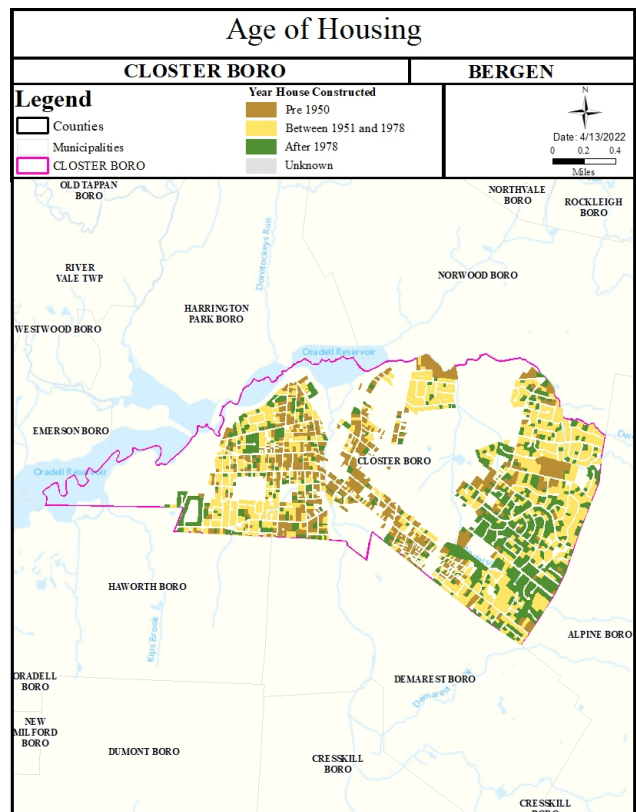 Age of Housing
CLOSTER BORO
BERGEN
Legend
Counties
Municipalities
CLOSTER BORO
Year House Constructed
Pre 1950
Between 1951 and 1978
After 1978
Unknown
N
Date: 4/13/2022
0 0.2 0.4
Miles
OLD TAPPAN
BORO
NORTHVALE
BORO
ROCKLEIGH
BORO
Dorotockeys Run
RIVER
VALE TWP
NORWOOD BORO
HARRINGTON
PARK BORO
WESTWOOD BORO
Oradell Reservoir
EMERSON BORO
CLOSTER BORO
Oradell Reservoir
HAWORTH BORO
Kips Brook
ALPINE BORO
ORADELL
BORO
DEMAREST BORO
Demarest
NEW
MILFORD
BORO
DUMONT BORO
CRESSKILL
BORO
CRESSKILL